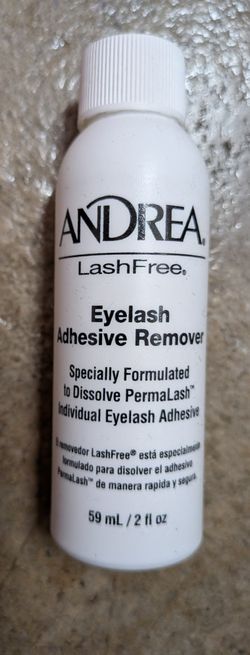 ANDREA®
LashFree®
Eyelash
Adhesive Remover
Specially Formulated
to Dissolve PermaLash™
Individual Eyelash Adhesive
El removedor LashFree® está especialmente
formulado para disolver el adhesivo
PermaLash™ de manera rapida y segura.
59 mL / 2 fl oz